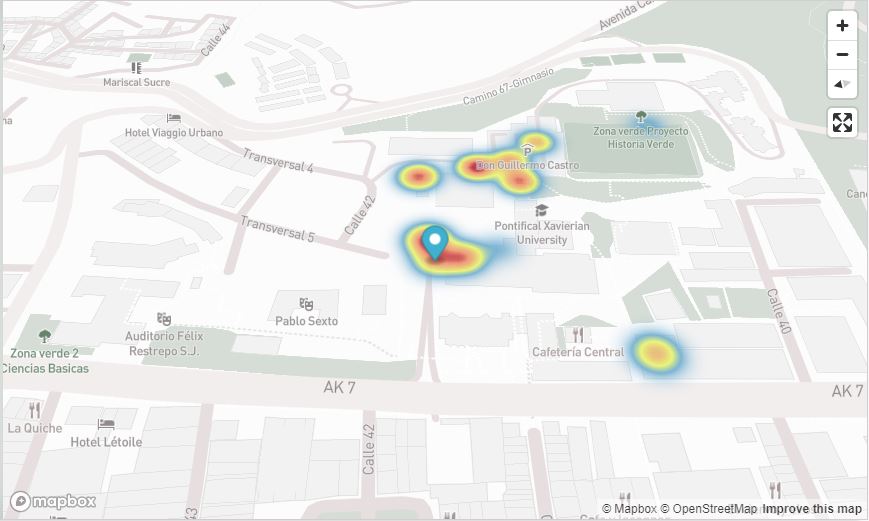 Avenida Ca
Calle 44
Mariscal Sucre
Camino 67-Gimnasio
na
Hotel Viaggio Urbano
Zona verde Proyecto
Historia Verde
Transversal 4
P
Don Guillermo Castro
Calle 42
Can
Transversal 5
Pontifical Xavierian
University
Pablo Sexto
Calle 40
Auditorio Félix
Restrepo S.J.
Zona verde 2
Ciencias Basicas
Cafetería Central
AK 7
AK 7
La Quiche
Hotel Létoile
Calle 42
43
mapbox
© Mapbox © OpenStreetMap Improve this map